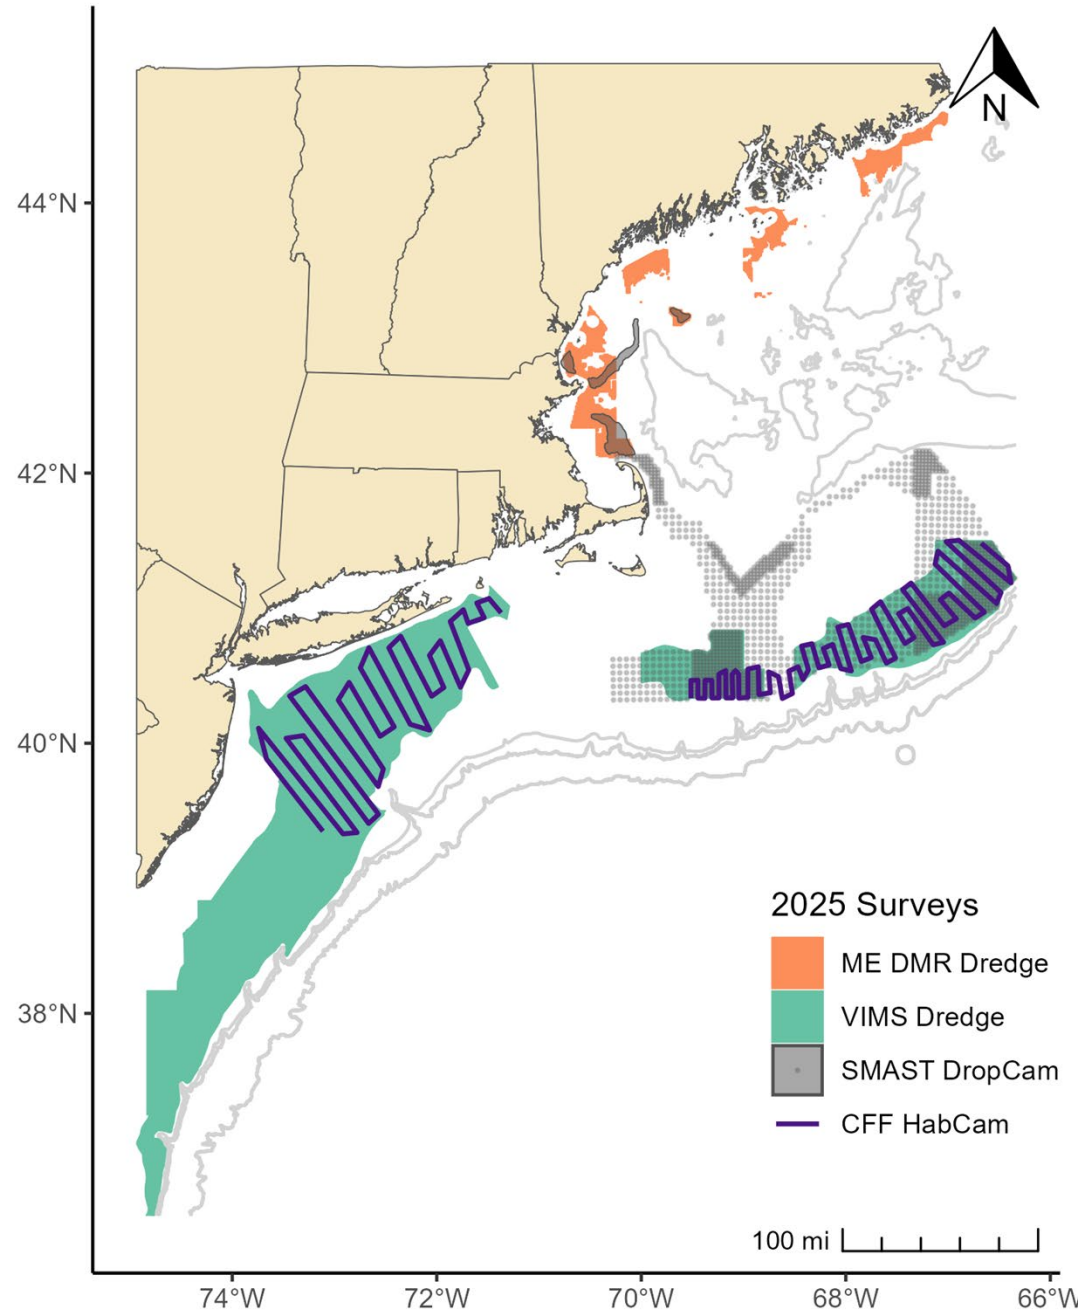 N
44°N
42°N
40°N
38°N
2025 Surveys
ME DMR Dredge
VIMS Dredge
SMAST DropCam
CFF HabCam
100 mi
74°W
72°W
70°W
68°W
66°W